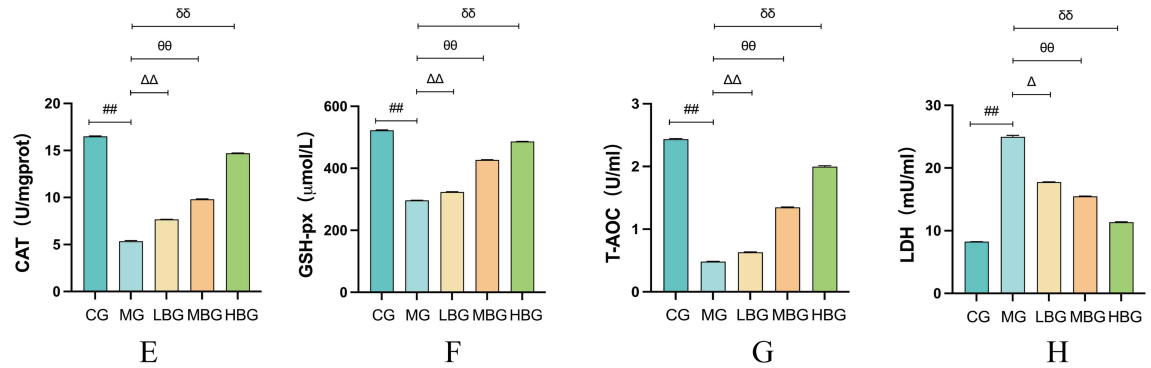 δδ
θθ
ΔΔ
##
CAT (U/mgprot)
20
15
10
5
0
CG MG LBG MBG HBG
E
δδ
θθ
ΔΔ
##
GSH-px (μmol/L)
600
400
200
0
CG MG LBG MBG HBG
F
δδ
θθ
ΔΔ
##
T-AOC (U/ml)
3
2
1
0
CG MG LBG MBG HBG
G
δδ
θθ
Δ
##
LDH (mU/ml)
30
20
10
0
CG MG LBG MBG HBG
H